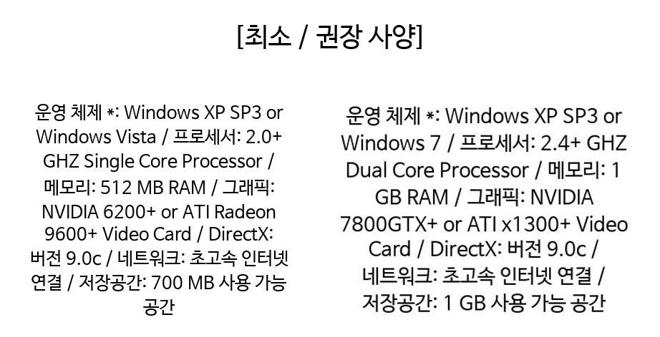 [최소 / 권장 사양]
운영 체제 *: Windows XP SP3 or
Windows Vista / 프로세서: 2.0+
GHZ Single Core Processor /
메모리: 512 MB RAM / 그래픽:
NVIDIA 6200+ or ATI Radeon
9600+ Video Card / DirectX:
버전 9.0c / 네트워크: 초고속 인터넷
연결 / 저장공간: 700 MB 사용 가능
공간
운영 체제 *: Windows XP SP3 or
Windows 7 / 프로세서: 2.4+ GHZ
Dual Core Processor / 메모리: 1
GB RAM / 그래픽: NVIDIA
7800GTX+ or ATI x1300+ Video
Card / DirectX: 버전 9.0c /
네트워크: 초고속 인터넷 연결 /
저장공간: 1 GB 사용 가능 공간